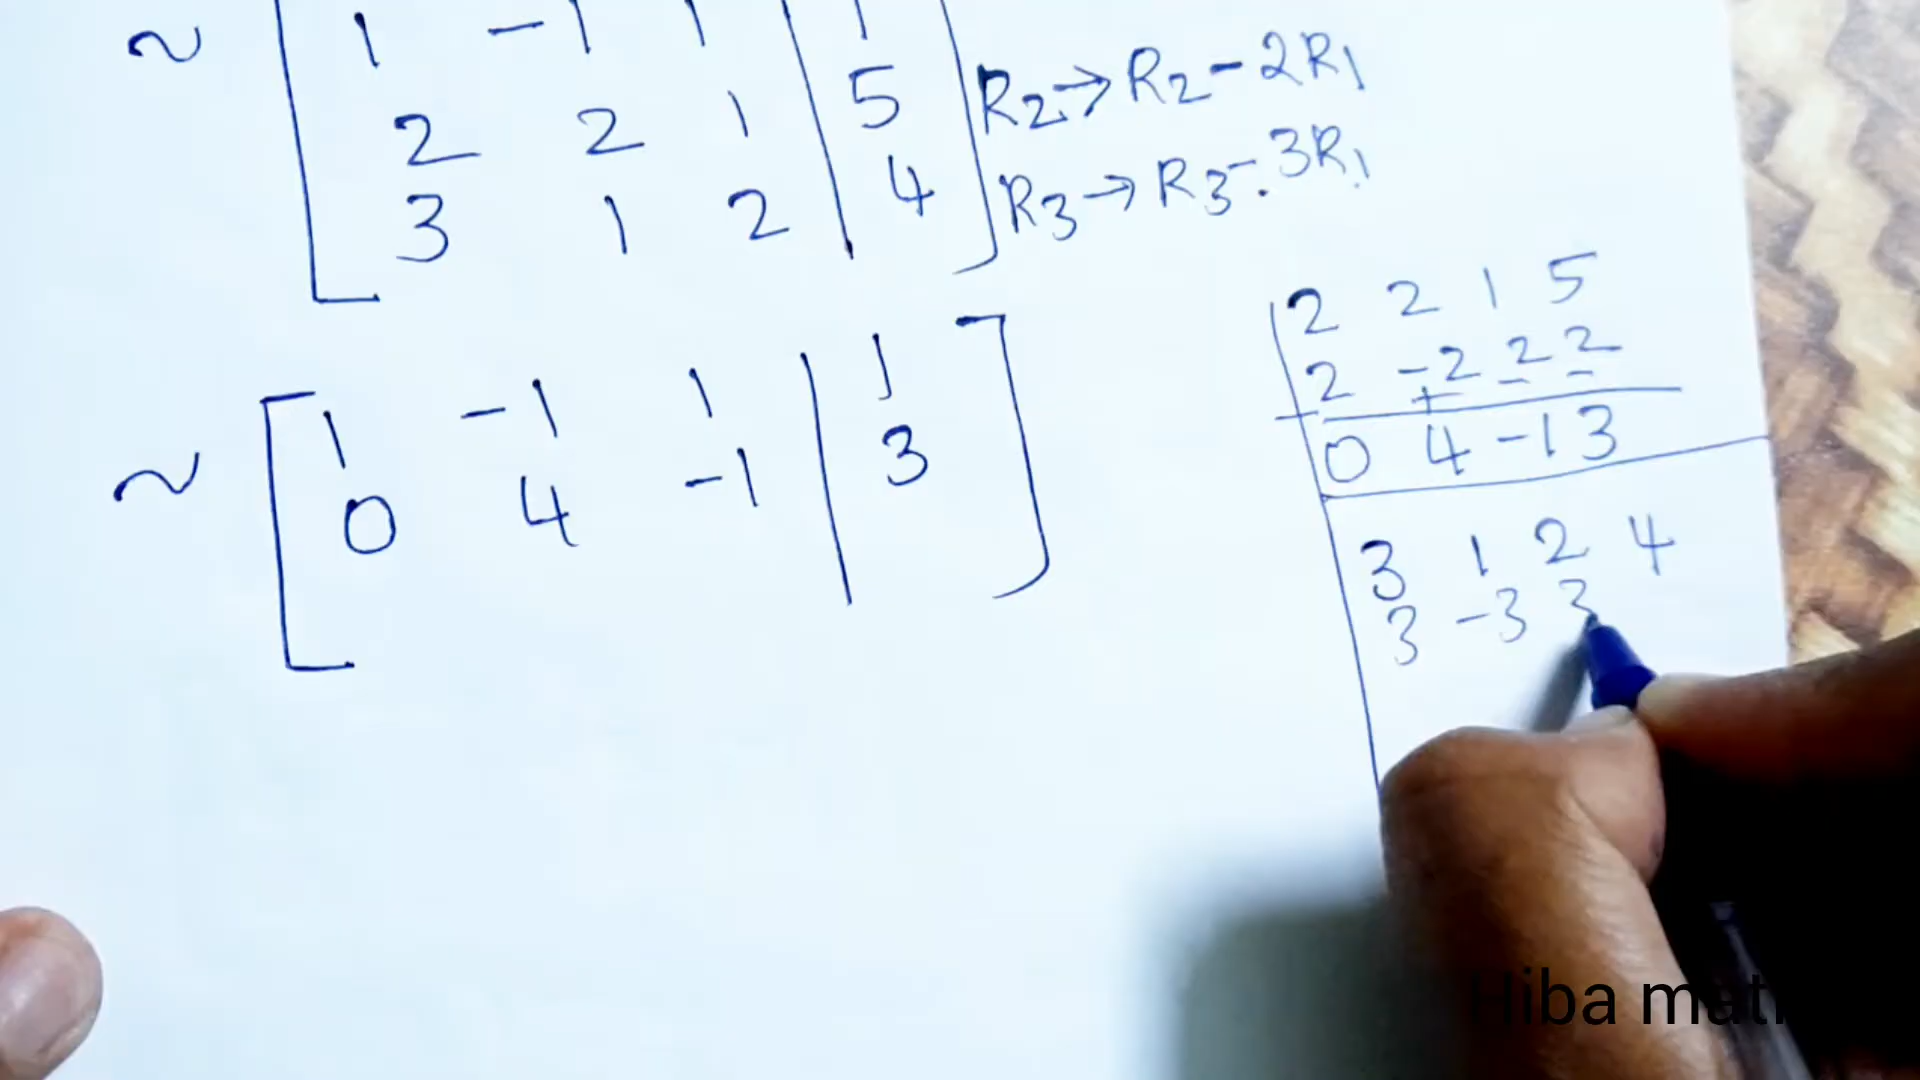 ~ 1 -1 1 | 1
2 2 1 | 5 R2→R2-2R1
3 1 2 | 4 R3→R3-3R1
~ 1 -1 1 | 1
0 4 -1 | 3
2 2 1 5
2 -2 2 2
- + - -
0 4 -1 3
3 1 2 4
3 -3 3
Hiba